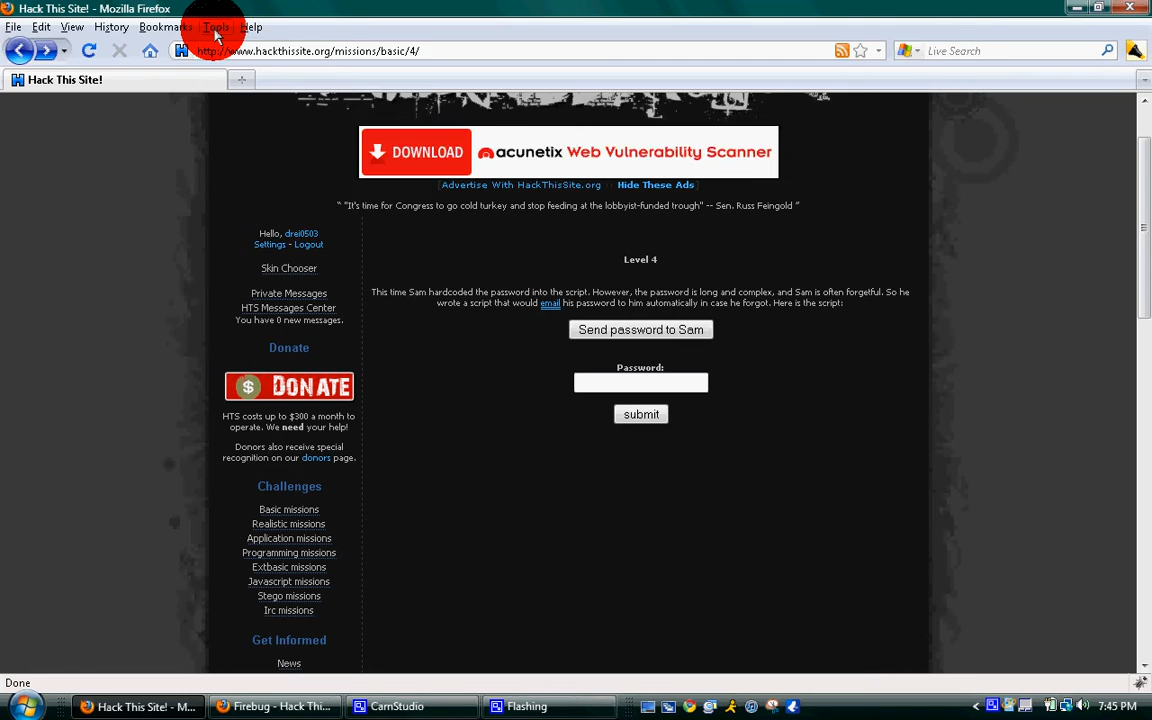 Hack This Site! - Mozilla Firefox
File Edit View History Bookmarks Tools Help
http://www.hackthissite.org/missions/basic/4/
Live Search
Hack This Site!
DOWNLOAD acunetix Web Vulnerability Scanner
[Advertise With HackThisSite.org :: Hide These Ads]
" "It's time for Congress to go cold turkey and stop feeding at the lobbyist-funded trough" -- Sen. Russ Feingold "
Hello, drei0503
Settings - Logout
Skin Chooser
Private Messages
HTS Messages Center
You have 0 new messages.
Donate
$ DONATE
HTS costs up to $300 a month to
operate. We need your help!
Donors also receive special
recognition on our donors page.
Challenges
Basic missions
Realistic missions
Application missions
Programming missions
Extbasic missions
Javascript missions
Stego missions
Irc missions
Get Informed
News
Level 4
This time Sam hardcoded the password into the script. However, the password is long and complex, and Sam is often forgetful. So he
wrote a script that would email his password to him automatically in case he forgot. Here is the script:
Send password to Sam
Password:
submit
Done
Hack This Site! - M...
Firebug - Hack Thi...
CamStudio
Flashing
7:45 PM